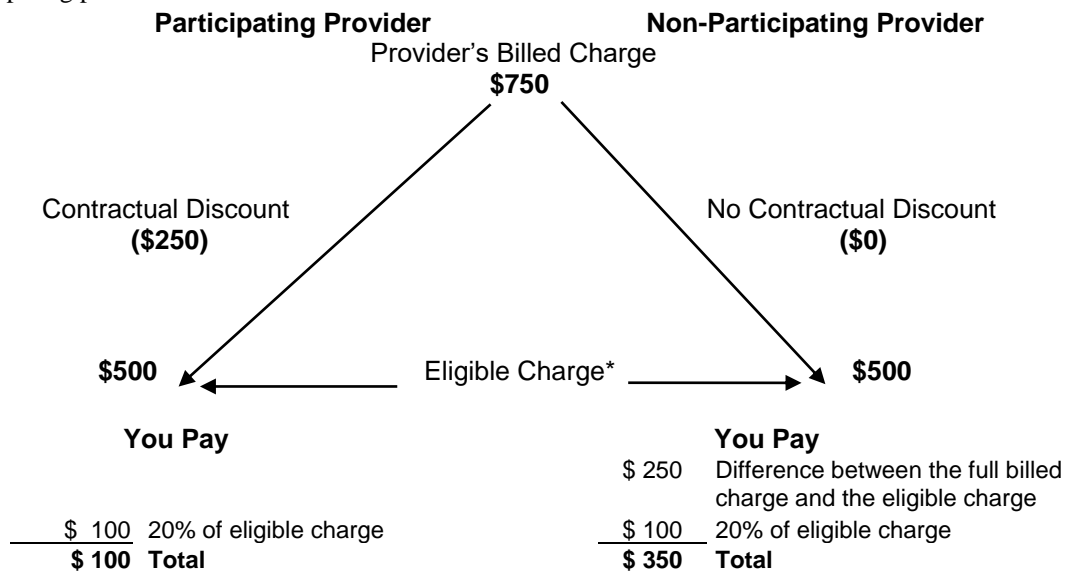 Participating Provider Non-Participating Provider
Provider’s Billed Charge
$750
Contractual Discount No Contractual Discount
($250) ($0)
$500 Eligible Charge* $500
You Pay You Pay
$ 250 Difference between the full billed
charge and the eligible charge
$ 100 20% of eligible charge $ 100 20% of eligible charge
$ 100 Total $ 350 Total